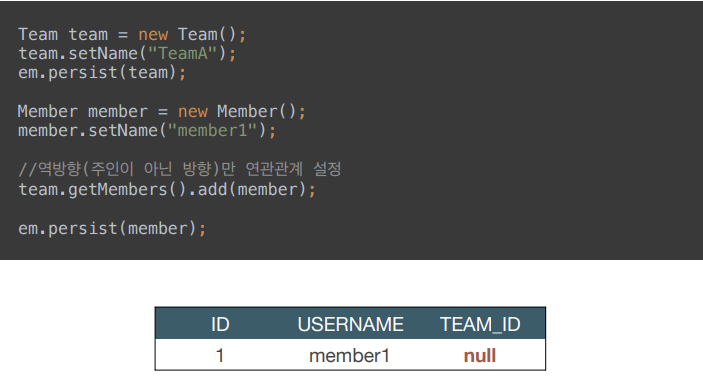 Team team = new Team();
team.setName("TeamA");
em.persist(team);
Member member = new Member();
member.setName("member1");
//역방향(주인이 아닌 방향)만 연관관계 설정
team.getMembers().add(member);
em.persist(member);
ID USERNAME TEAM_ID
1 member1 null